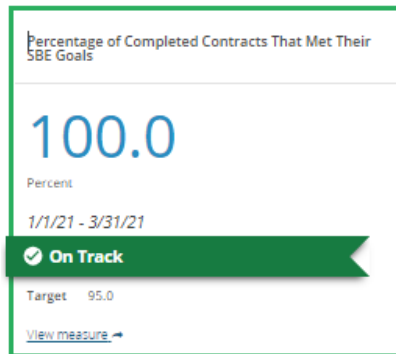 Percentage of Completed Contracts That Met Their
SBE Goals
100.0
Percent
1/1/21 - 3/31/21
On Track
Target 95.0
View measure